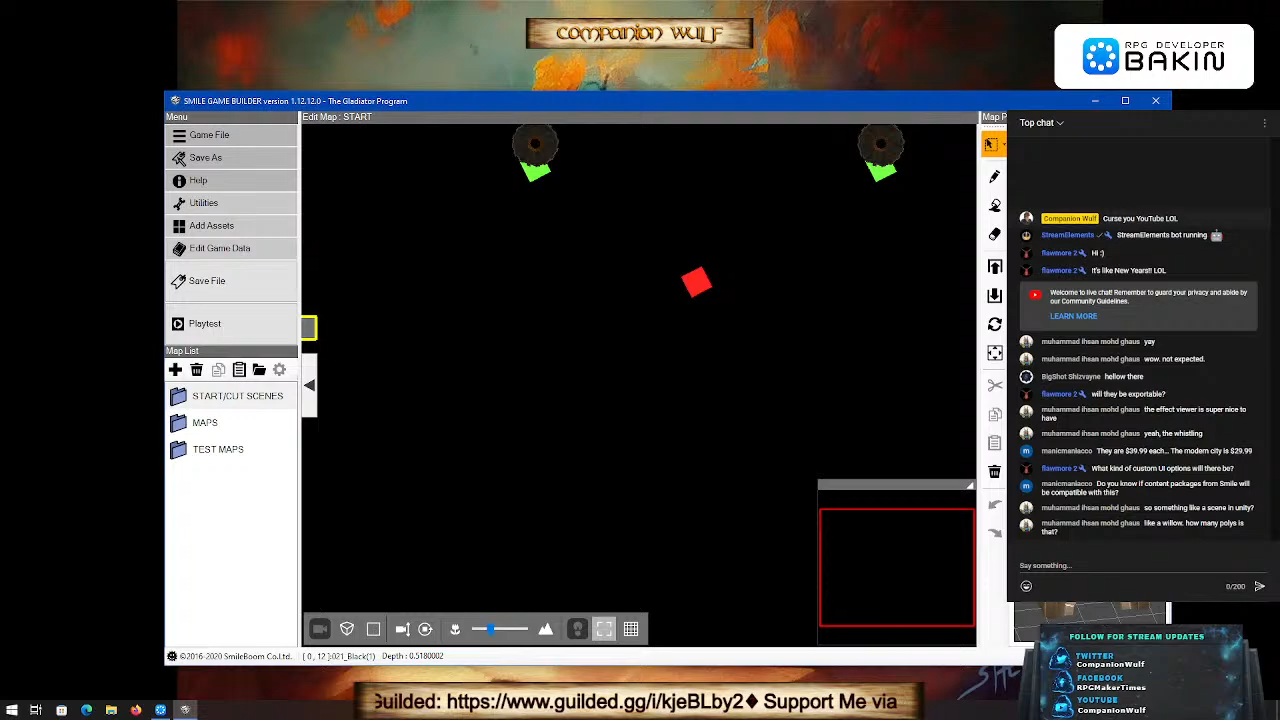 COMPANION WULF
RPG DEVELOPER
BAKIN
SMILE GAME BUILDER version 1.12.12.0 - The Gladiator Program
Menu
Edit Map : START
Map P
Game File
Save As
Help
Utilities
Add Assets
Edit Game Data
Save File
Playtest
Map List
START/CUT SCENES
MAPS
TEST MAPS
©2016-2020 SmileBoom Co.Ltd.
( 0, 12 )
021_Black(1)
Depth : 0.5180002
Top chat
Companion Wulf Curse you YouTube LOL
StreamElements StreamElements bot running
flawmore 2 Hi :)
flawmore 2 It's like New Years!! LOL
Welcome to live chat! Remember to guard your privacy and abide by
our Community Guidelines.
LEARN MORE
muhammad ihsan mohd ghaus yay
muhammad ihsan mohd ghaus wow. not expected.
BigShot Shizvayne hellow there
flawmore 2 will they be exportable?
muhammad ihsan mohd ghaus the effect viewer is super nice to
have
muhammad ihsan mohd ghaus yeah, the whistling
manicmaniacco They are $39.99 each... The modern city is $29.99
flawmore 2 What kind of custom UI options will there be?
manicmaniacco Do you know if content packages from Smile will
be compatible with this?
muhammad ihsan mohd ghaus so something like a scene in unity?
muhammad ihsan mohd ghaus like a willow. how many polys is
that?
Say something...
0/200
FOLLOW FOR STREAM UPDATES
TWITTER
CompanionWulf
FACEBOOK
RPGMakerTimes
YOUTUBE
CompanionWulf
Guilded: https://www.guilded.gg/i/kjeBLby2♦ Support Me via